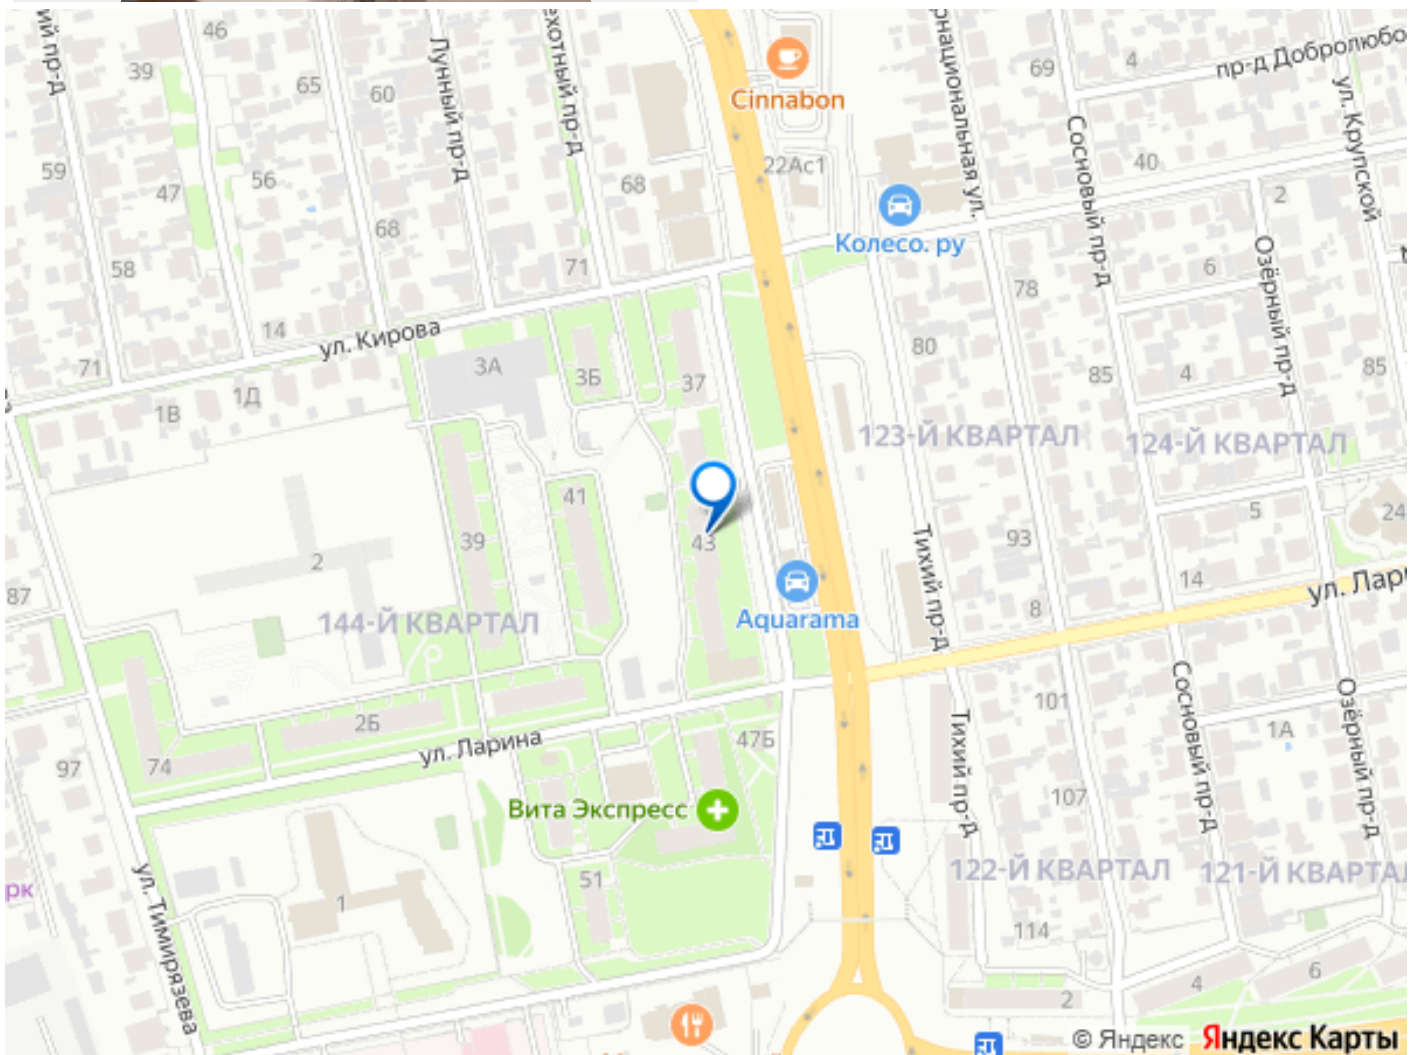 46
39
65
60
Лунный пр-д
59
47
56
68
58
68
71
14
71
ул. Кирова
1В
1Д
3А
3Б
37
Cinnabon
22Ас1
Колесо. ру
69
4
пр-д Добролюбо
ул. Крупской
Сосновый пр-д
40
2
Озёрный пр-д
6
78
80
85
4
85
123-Й КВАРТАЛ
124-Й КВАРТАЛ
41
39
43
2
87
144-Й КВАРТАЛ
Aquarama
Тихий пр-д
93
5
24
14
8
ул. Лар
101
Сосновый пр-д
Озёрный пр-д
1А
2Б
74
97
ул. Ларина
47Б
Тихий пр-д
107
Вита Экспресс
51
1
рк
ул. Тимирязева
122-Й КВАРТАЛ
121-Й КВАРТАЛ
114
2
4
6
© Яндекс Яндекс Карты